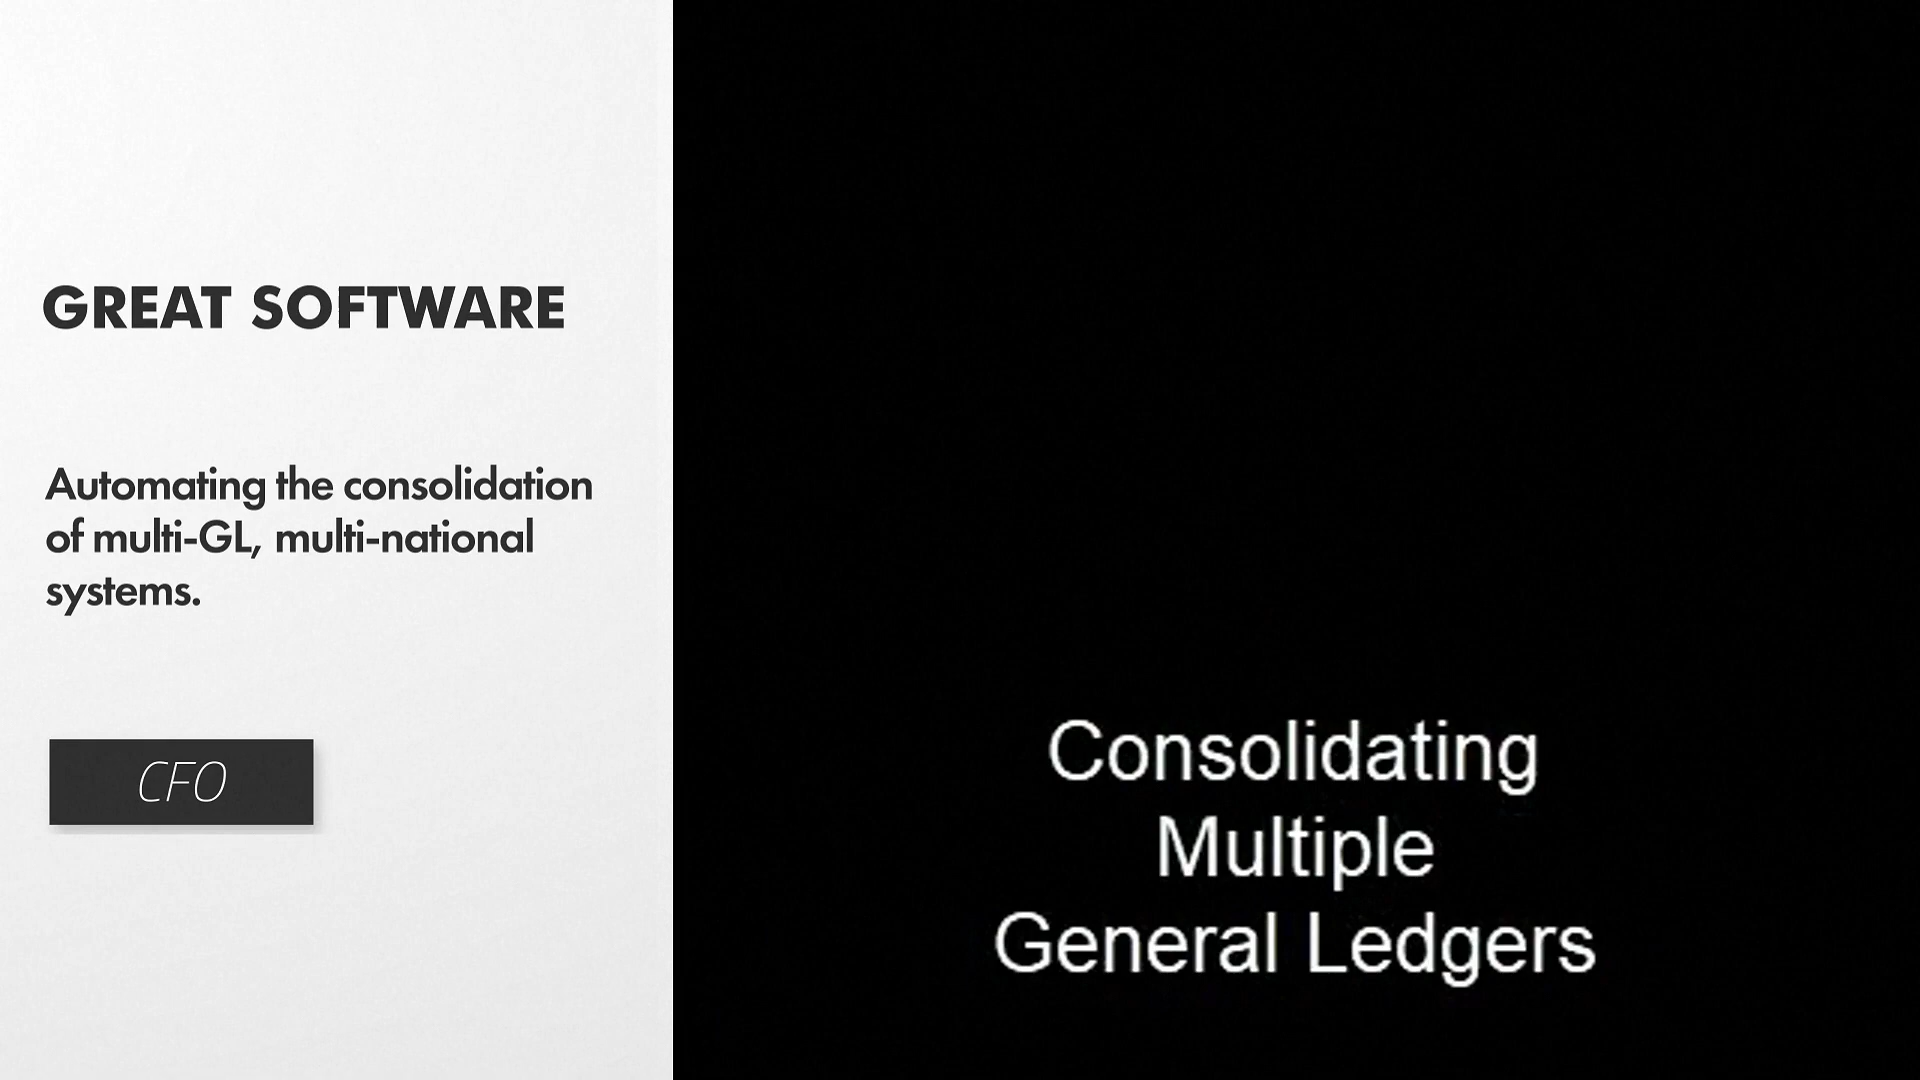 GREAT SOFTWARE
Automating the consolidation
of multi-GL, multi-national
systems.
CFO
Consolidating
Multiple
General Ledgers